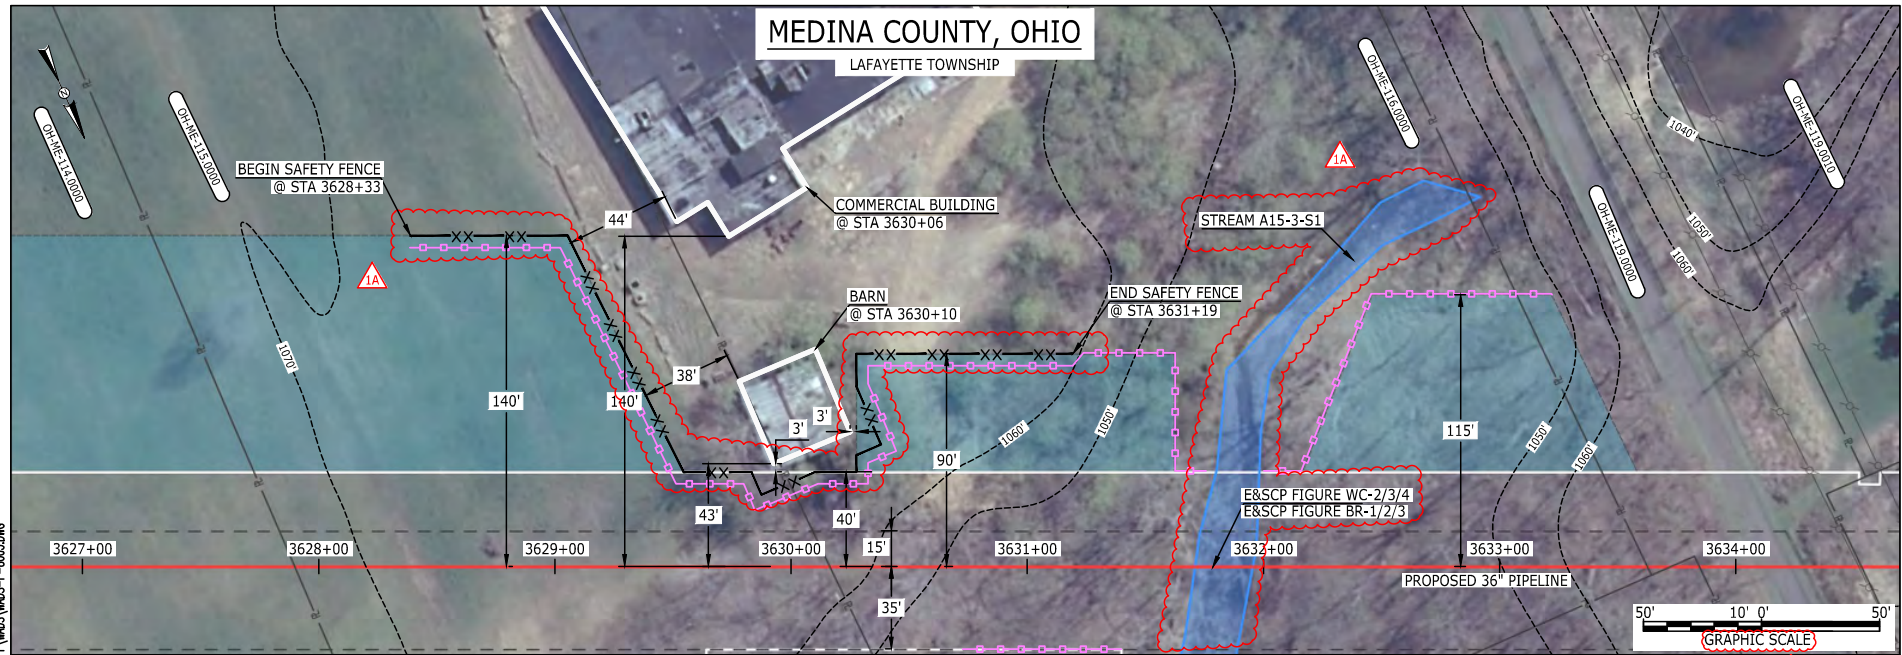 MEDINA COUNTY, OHIO
LAFAYETTE TOWNSHIP
OH-ME-114.0000
OH-ME-115.0000
OH-ME-116.0000
OH-ME-119.0000
OH-ME-119.0010
BEGIN SAFETY FENCE
@ STA 3628+33
1A
44'
COMMERCIAL BUILDING
@ STA 3630+06
1A
STREAM A15-3-S1
1040'
1050'
1060'
BARN
@ STA 3630+10
END SAFETY FENCE
@ STA 3631+19
1070'
38'
140'
140'
3'
3'
1060'
1050'
115'
1050'
1060'
90'
43'
40'
15'
35'
E&SCP FIGURE WC-2/3/4
E&SCP FIGURE BR-1/2/3
3627+00
3628+00
3629+00
3630+00
3631+00
3632+00
3633+00
3634+00
PROPOSED 36" PIPELINE
50' 10' 0' 50'
GRAPHIC SCALE